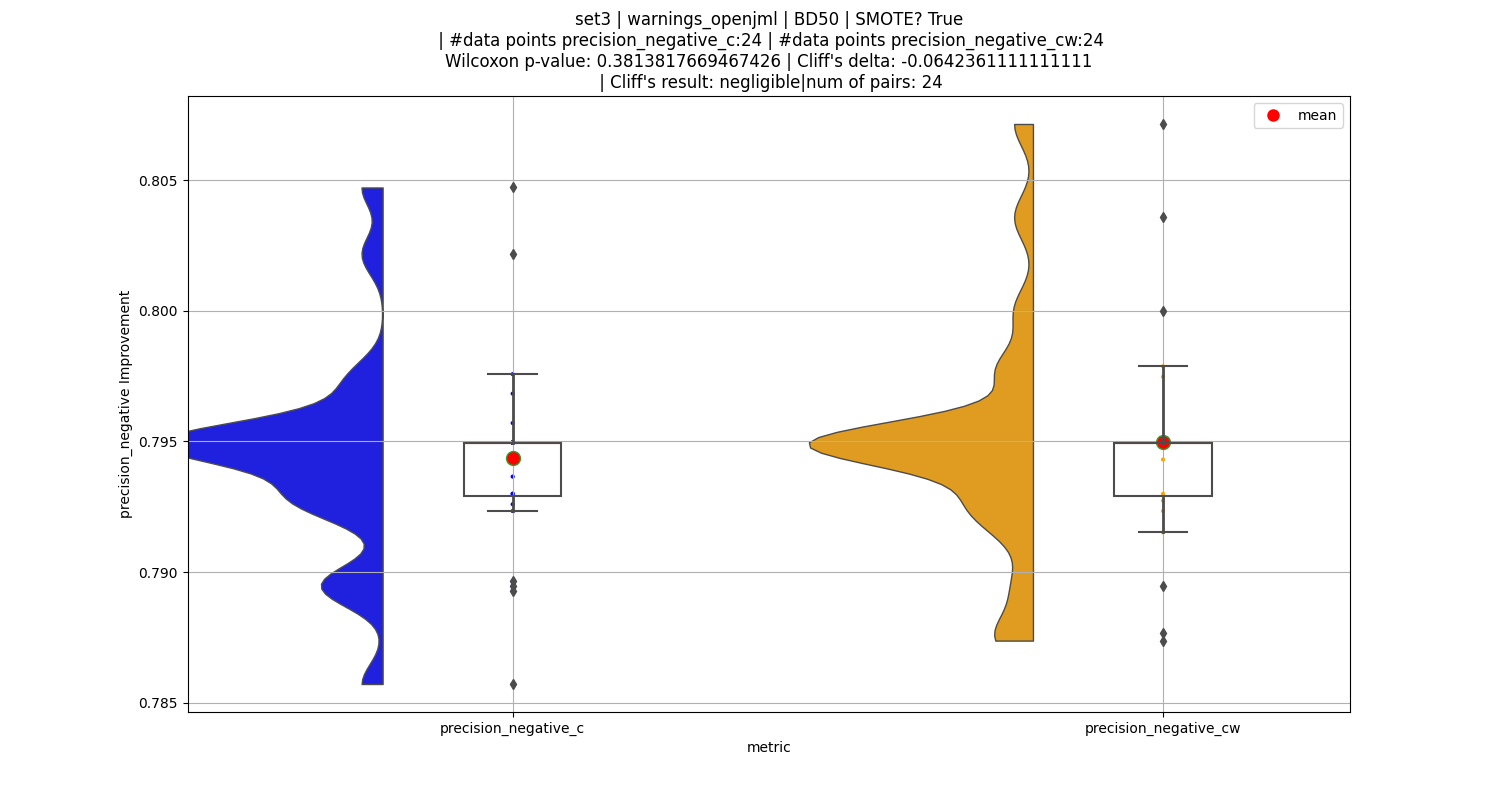 set3 | warnings_openjml | BD50 | SMOTE? True
| #data points precision_negative_c:24 | #data points precision_negative_cw:24
Wilcoxon p-value: 0.3813817669467426 | Cliff's delta: -0.0642361111111111
| Cliff's result: negligible|num of pairs: 24
mean
0.805
0.800
0.795
0.790
0.785
precision_negative Improvement
precision_negative_c
precision_negative_cw
metric